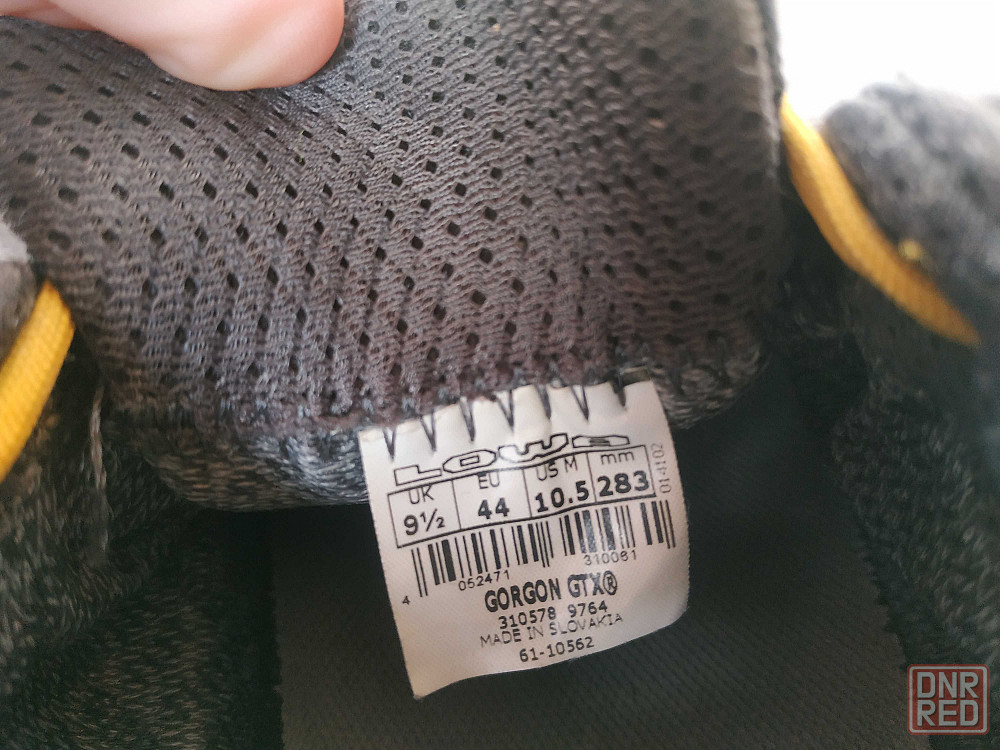 LOWA
UK EU US M mm
9½ 44 10.5 283
014102
4 052471 310081
GORGON GTX®
310578 9764
MADE IN SLOVAKIA
61-10562
DNR
RED